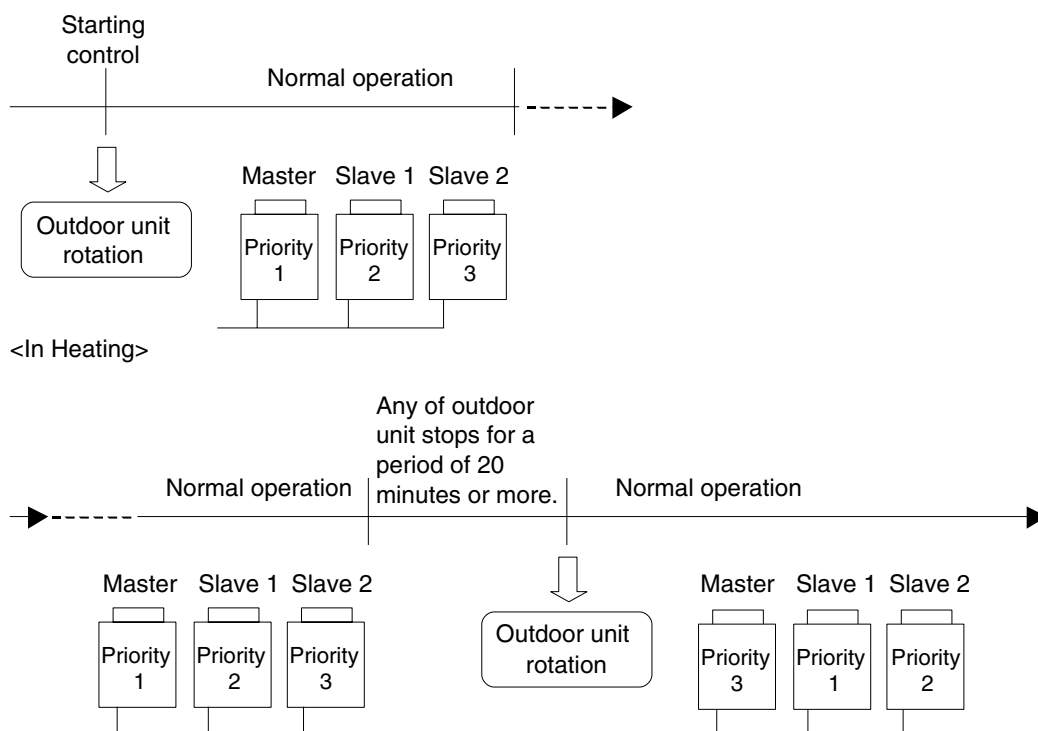 Starting
control
Normal operation
Master Slave 1 Slave 2
Outdoor unit
rotation
Priority
1
Priority
2
Priority
3
<In Heating>
Any of outdoor
unit stops for a
period of 20
minutes or more.
Normal operation
Normal operation
Master Slave 1 Slave 2
Priority
1
Priority
2
Priority
3
Outdoor unit
rotation
Master Slave 1 Slave 2
Priority
3
Priority
1
Priority
2